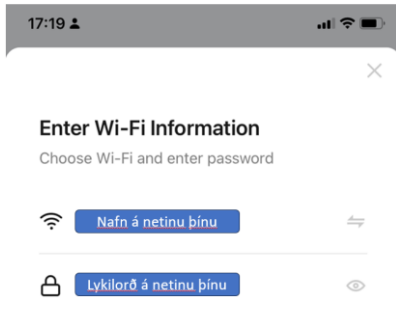 17:19
Enter Wi-Fi Information
Choose Wi-Fi and enter password
Nafn á netinu þínu
Lykilorð á netinu þínu